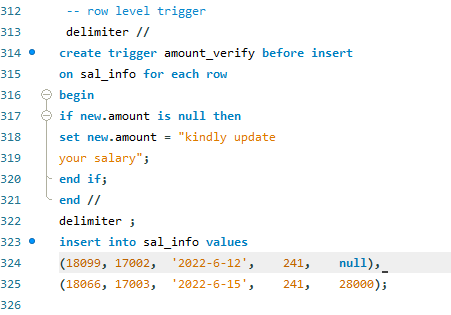 312 -- row level trigger
313 delimiter //
314 create trigger amount_verify before insert
315 on sal_info for each row
316 begin
317 if new.amount is null then
318 set new.amount = "kindly update
319 your salary";
320 end if;
321 end //
322 delimiter ;
323 insert into sal_info values
324 (18099, 17002, '2022-6-12', 241, null),
325 (18066, 17003, '2022-6-15', 241, 28000);
326